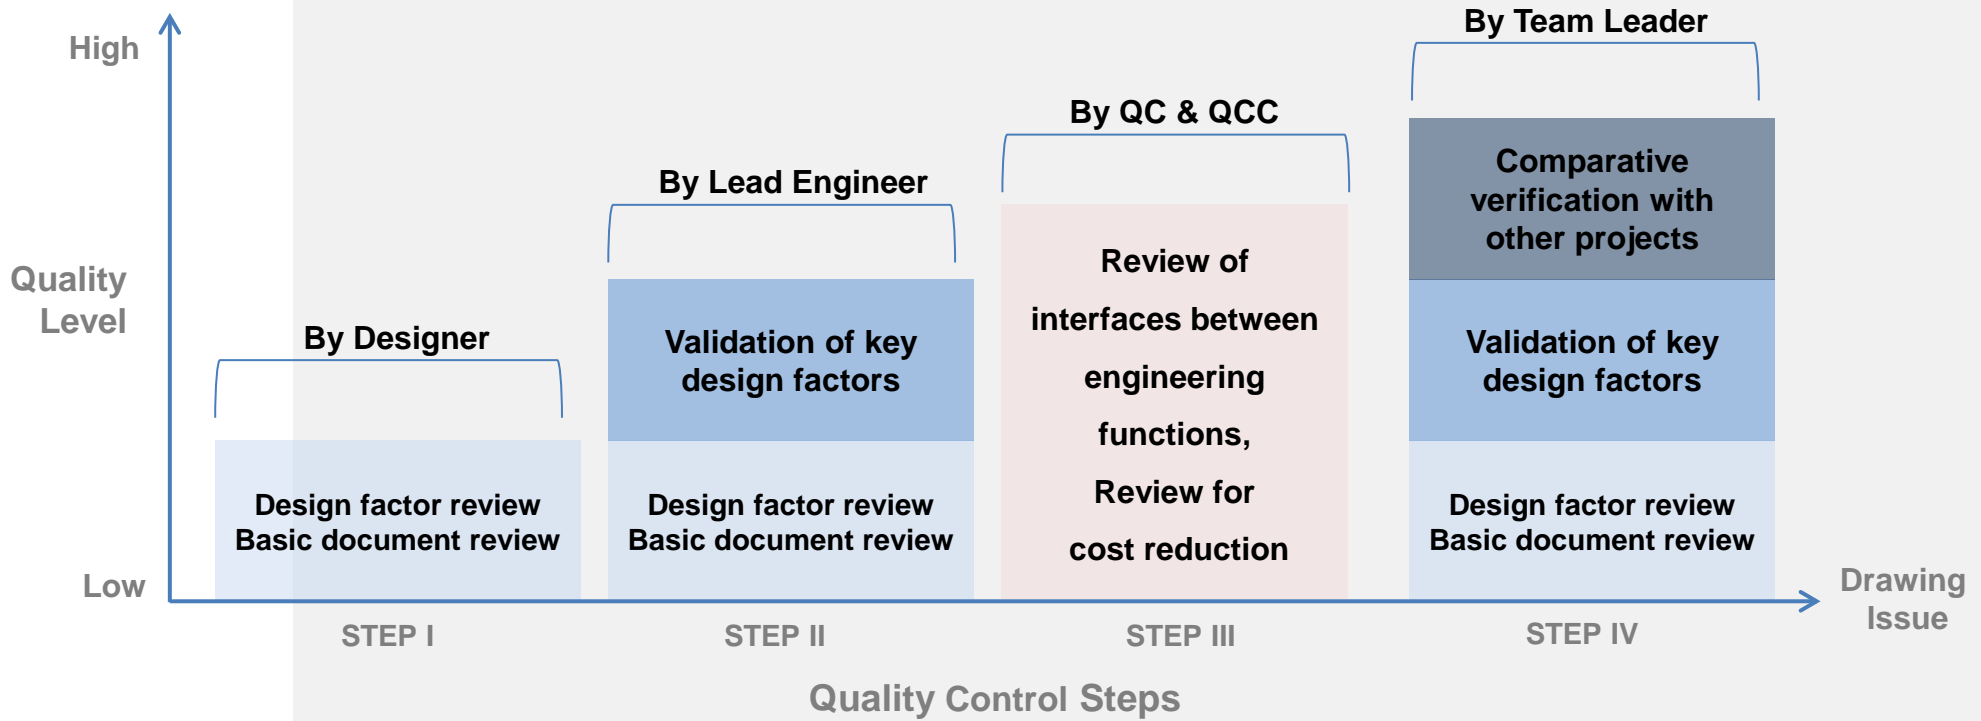 High
Quality
Level
Low
By Designer
Design factor review
Basic document review
STEP I
By Lead Engineer
Validation of key
design factors
Design factor review
Basic document review
STEP II
By QC & QCC
Review of
interfaces between
engineering
functions,
Review for
cost reduction
STEP III
By Team Leader
Comparative
verification with
other projects
Validation of key
design factors
Design factor review
Basic document review
STEP IV
Drawing
Issue
Quality Control Steps